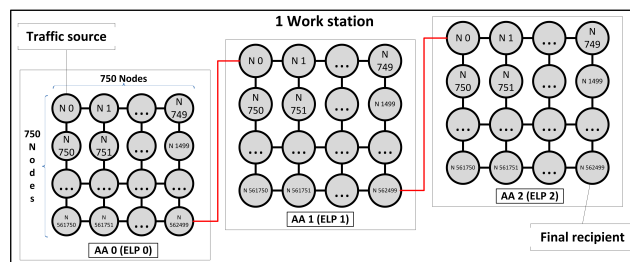 1 Work station
Traffic source
750 Nodes
750 Nodes
N 0
N 1
...
N 749
N 750
N 751
...
N 1499
...
...
...
...
N 561750
N 561751
...
N 562499
AA 0 (ELP 0)
N 0
N 1
...
N 749
N 750
N 751
...
N 1499
...
...
...
...
N 561750
N 561751
...
N 562499
AA 1 (ELP 1)
N 0
N 1
...
N 749
N 750
N 751
...
N 1499
...
...
...
...
N 561750
N 561751
...
N 562499
AA 2 (ELP 2)
Final recipient